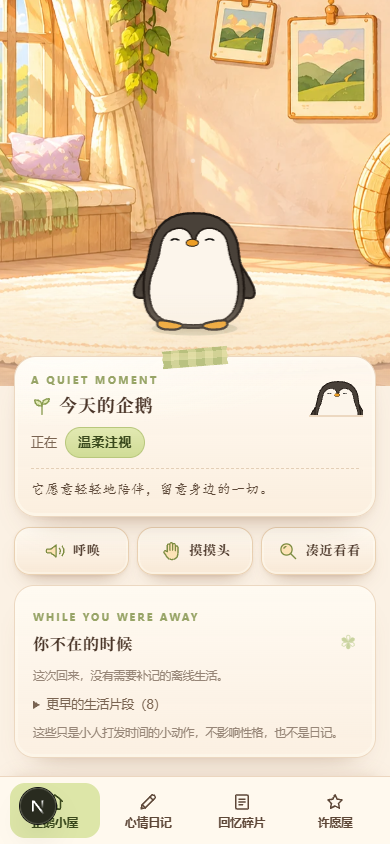 A QUIET MOMENT
今天的企鹅
正在 温柔注视
它愿意轻轻地陪伴，留意身边的一切。
呼唤 摸摸头 凑近看看
WHILE YOU WERE AWAY
你不在的时候
这次回来，没有需要补记的离线生活。
▶ 更早的生活片段（8）
这些只是小人打发时间的小动作，不影响性格，也不是日记。
N
企鹅小屋 心情日记 回忆碎片 许愿屋